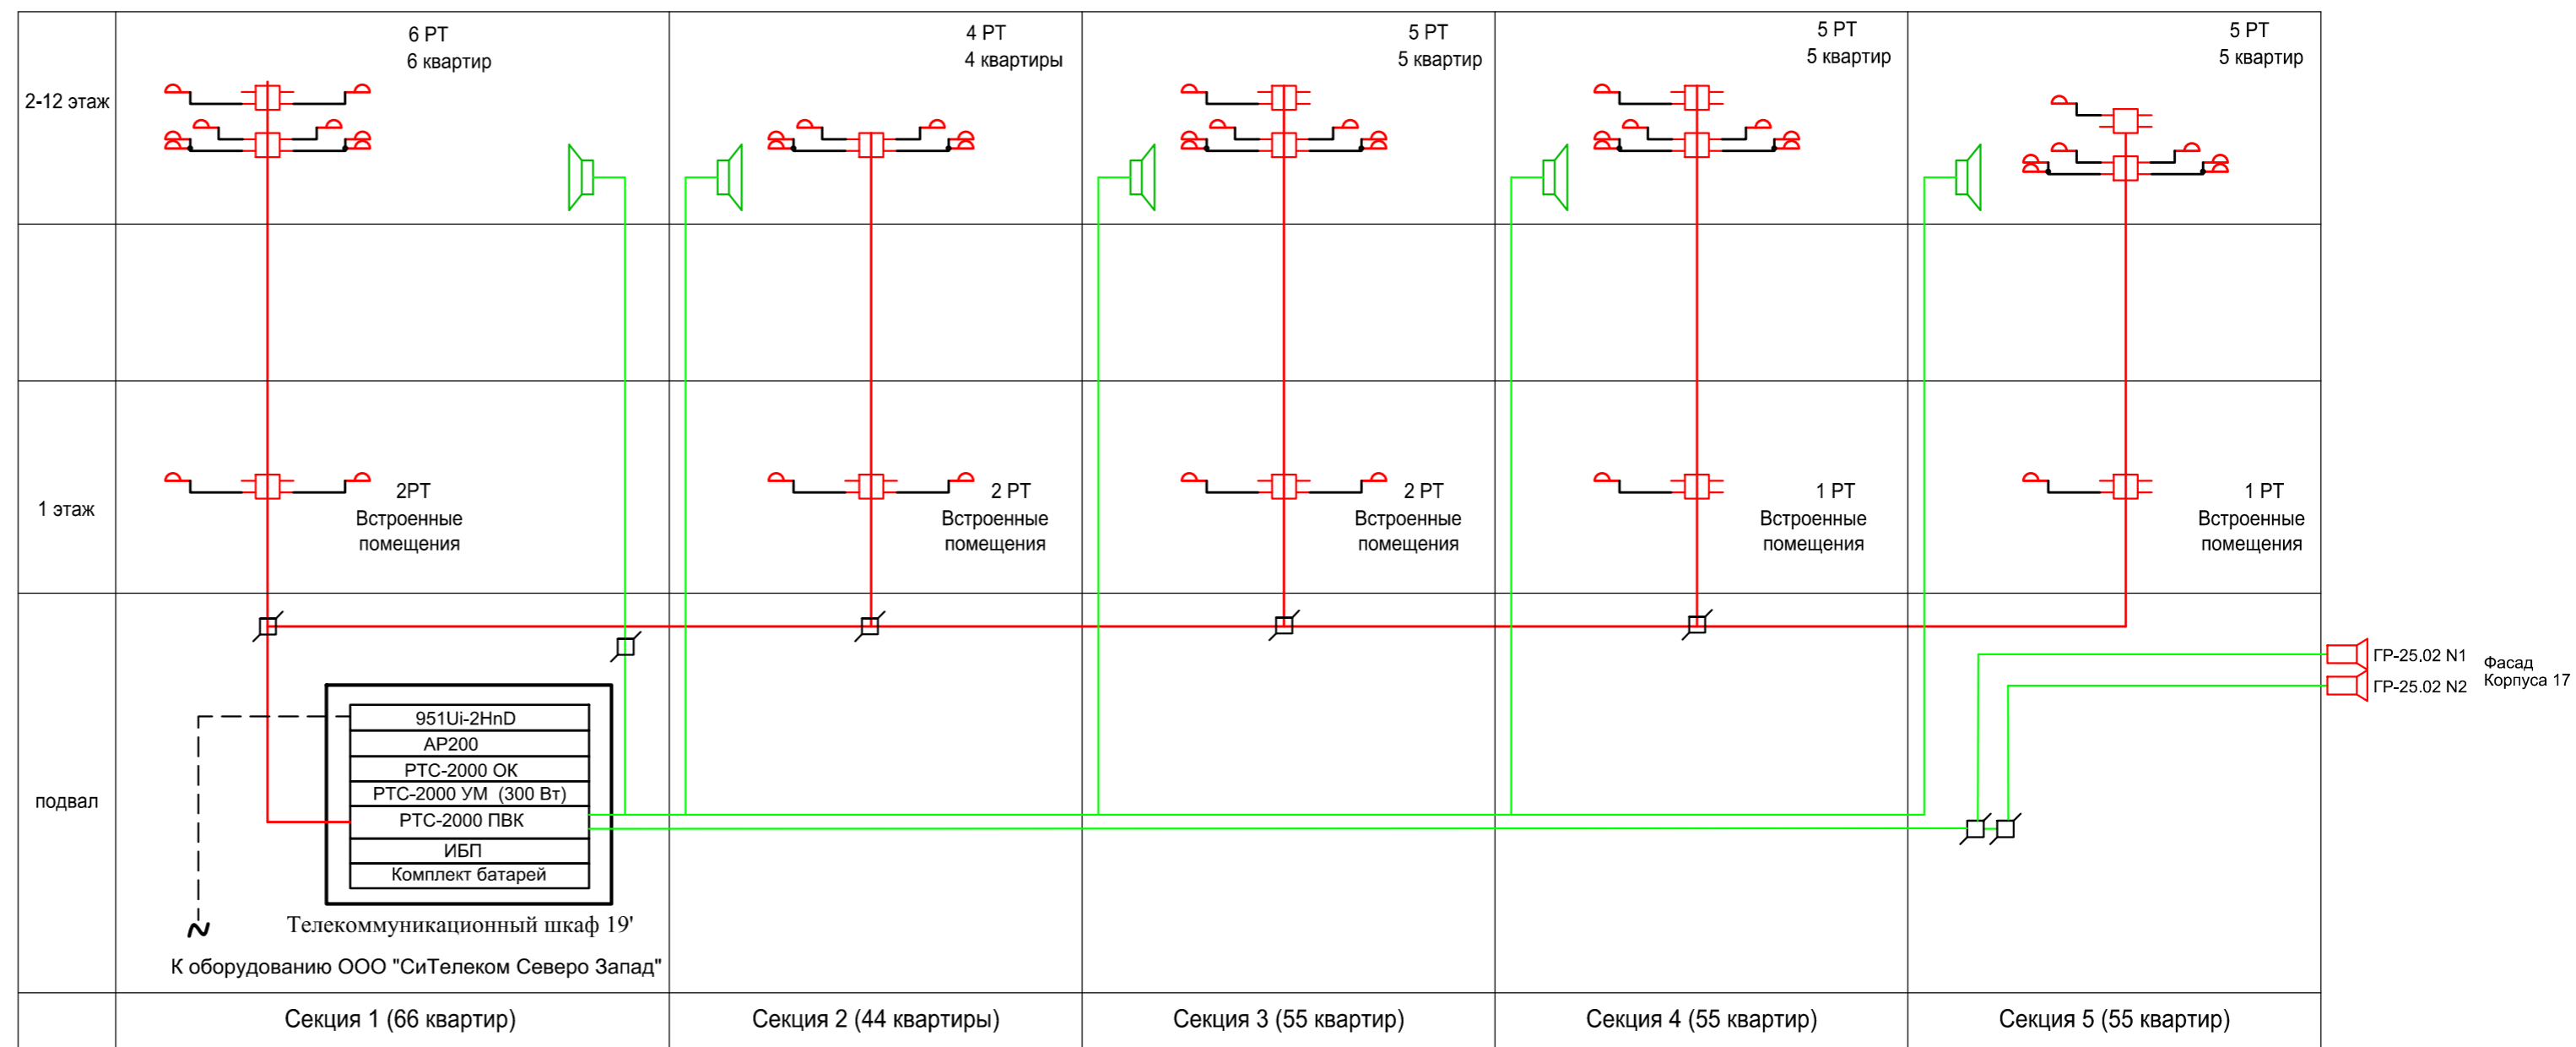 6 РТ
6 квартир
4 РТ
4 квартиры
5 РТ
5 квартир
5 РТ
5 квартир
5 РТ
5 квартир
2-12 этаж
1 этаж
2РТ
Встроенные
помещения
2 РТ
Встроенные
помещения
2 РТ
Встроенные
помещения
1 РТ
Встроенные
помещения
1 РТ
Встроенные
помещения
ГР-25.02 N1
ГР-25.02 N2
Фасад
Корпуса 17
подвал
951Ui-2HnD
АР200
РТС-2000 ОК
РТС-2000 УМ (300 Вт)
РТС-2000 ПВК
ИБП
Комплект батарей
Телекоммуникационный шкаф 19'
К оборудованию ООО "СиТелеком Северо Запад"
Секция 1 (66 квартир)
Секция 2 (44 квартиры)
Секция 3 (55 квартир)
Секция 4 (55 квартир)
Секция 5 (55 квартир)